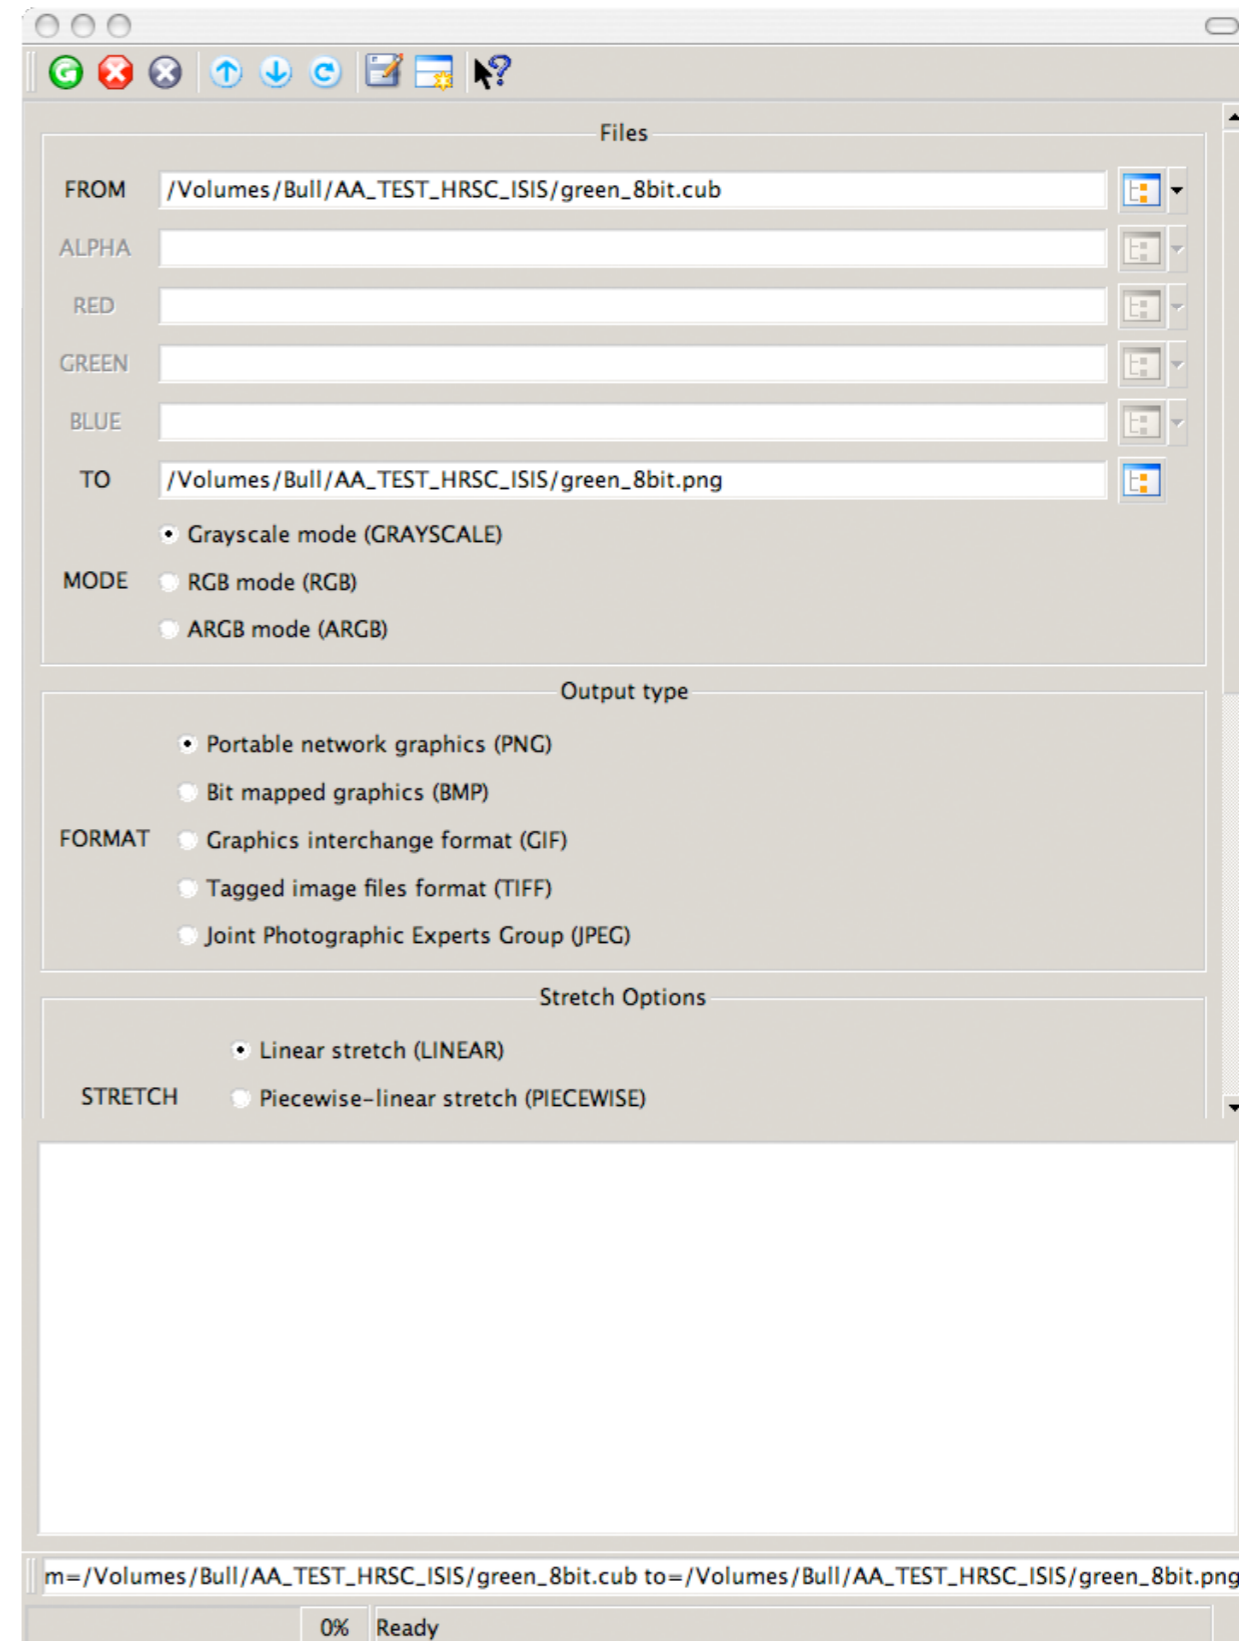 Files
FROM /Volumes/Bull/AA_TEST_HRSC_ISIS/green_8bit.cub
ALPHA
RED
GREEN
BLUE
TO /Volumes/Bull/AA_TEST_HRSC_ISIS/green_8bit.png
Grayscale mode (GRAYSCALE)
MODE RGB mode (RGB)
ARGB mode (ARGB)
Output type
Portable network graphics (PNG)
Bit mapped graphics (BMP)
FORMAT Graphics interchange format (GIF)
Tagged image files format (TIFF)
Joint Photographic Experts Group (JPEG)
Stretch Options
Linear stretch (LINEAR)
STRETCH Piecewise-linear stretch (PIECEWISE)
m=/Volumes/Bull/AA_TEST_HRSC_ISIS/green_8bit.cub to=/Volumes/Bull/AA_TEST_HRSC_ISIS/green_8bit.png
0% Ready